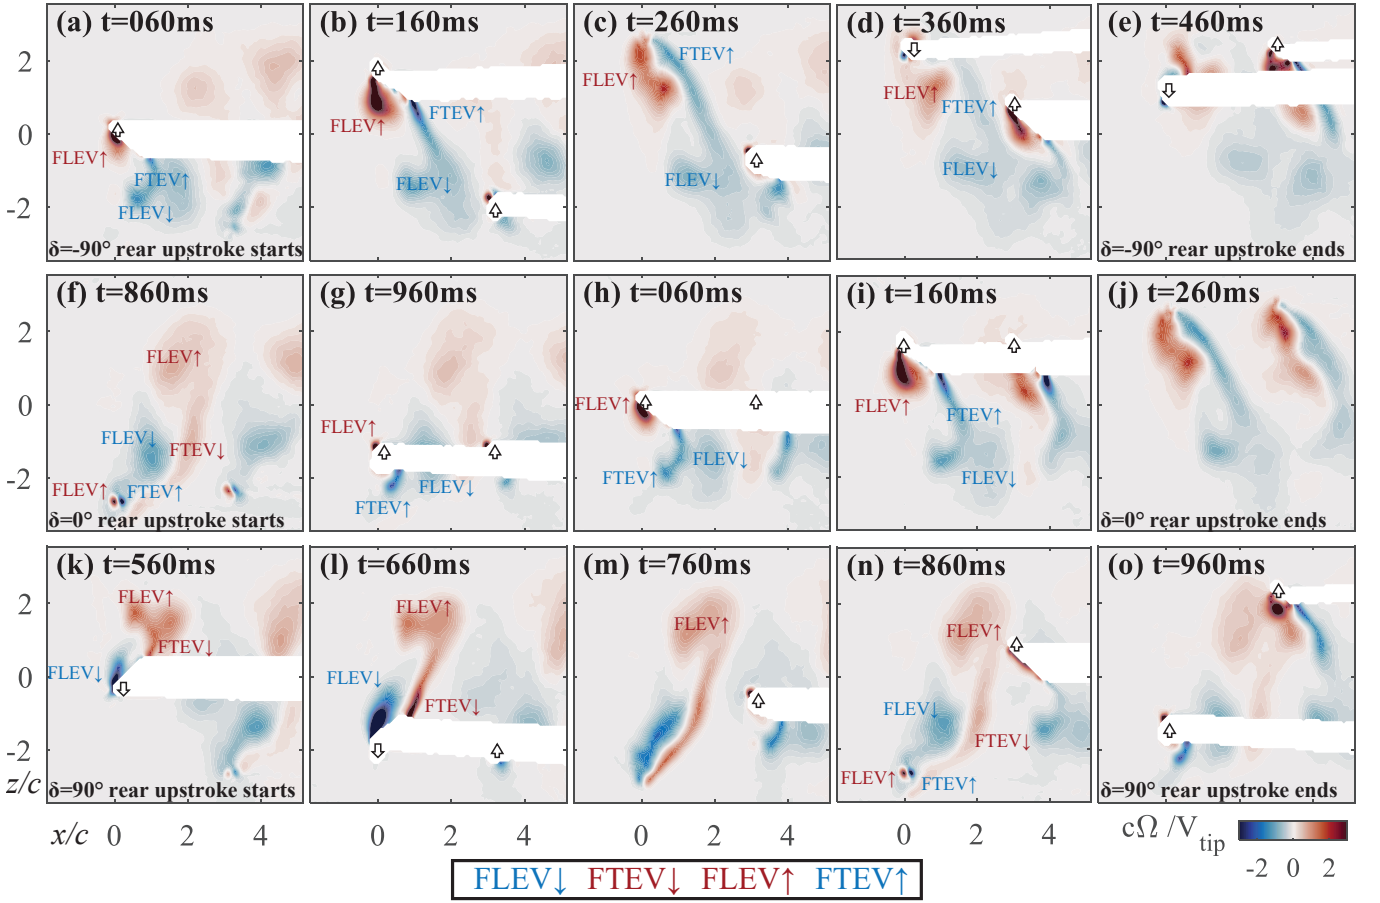 (a) t=060ms
2
0
-2
FLEV↑
FTEV↑
FLEV↓
δ=-90° rear upstroke starts
(b) t=160ms
FLEV↑
FTEV↑
FLEV↓
(c) t=260ms
FTEV↑
FLEV↑
FLEV↓
(d) t=360ms
FLEV↑
FTEV↑
FLEV↓
(e) t=460ms
δ=-90° rear upstroke ends
(f) t=860ms
2
0
-2
FLEV↑
FLEV↓
FTEV↓
FLEV↑
FTEV↑
δ=0° rear upstroke starts
(g) t=960ms
FLEV↑
FLEV↓
FTEV↑
(h) t=060ms
FLEV↑
FLEV↓
FTEV↑
(i) t=160ms
FLEV↑
FTEV↑
FLEV↓
(j) t=260ms
δ=0° rear upstroke ends
(k) t=560ms
2
0
-2
z/c
FLEV↑
FTEV↓
FLEV↓
δ=90° rear upstroke starts
(l) t=660ms
FLEV↑
FLEV↓
FTEV↓
(m) t=760ms
FLEV↑
(n) t=860ms
FLEV↑
FLEV↓
FTEV↓
FLEV↑
FTEV↑
(o) t=960ms
δ=90° rear upstroke ends
x/c 0 2 4
0 2 4
0 2 4
0 2 4
cΩ /V_tip
-2 0 2
FLEV↓ FTEV↓ FLEV↑ FTEV↑